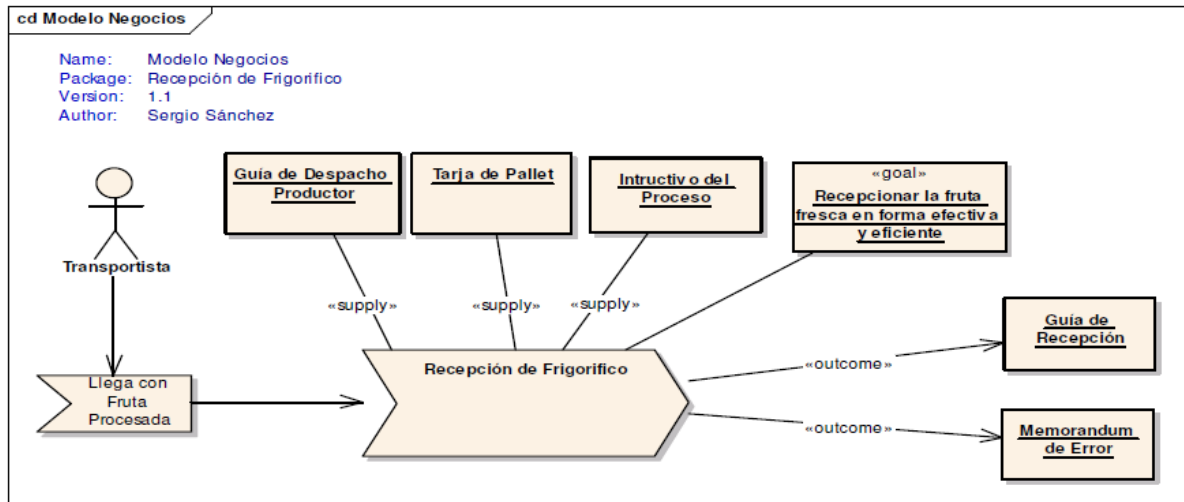 cd Modelo Negocios
Name: Modelo Negocios
Package: Recepción de Frigorifico
Version: 1.1
Author: Sergio Sánchez
Transportista
Guía de Despacho
Productor
Tarja de Pallet
Intructivo del
Proceso
«goal»
Recepcionar la fruta
fresca en forma efectiva
y eficiente
«supply»
«supply»
«supply»
Llega con
Fruta
Procesada
Recepción de Frigorifico
«outcome»
«outcome»
Guía de
Recepción
Memorandum
de Error